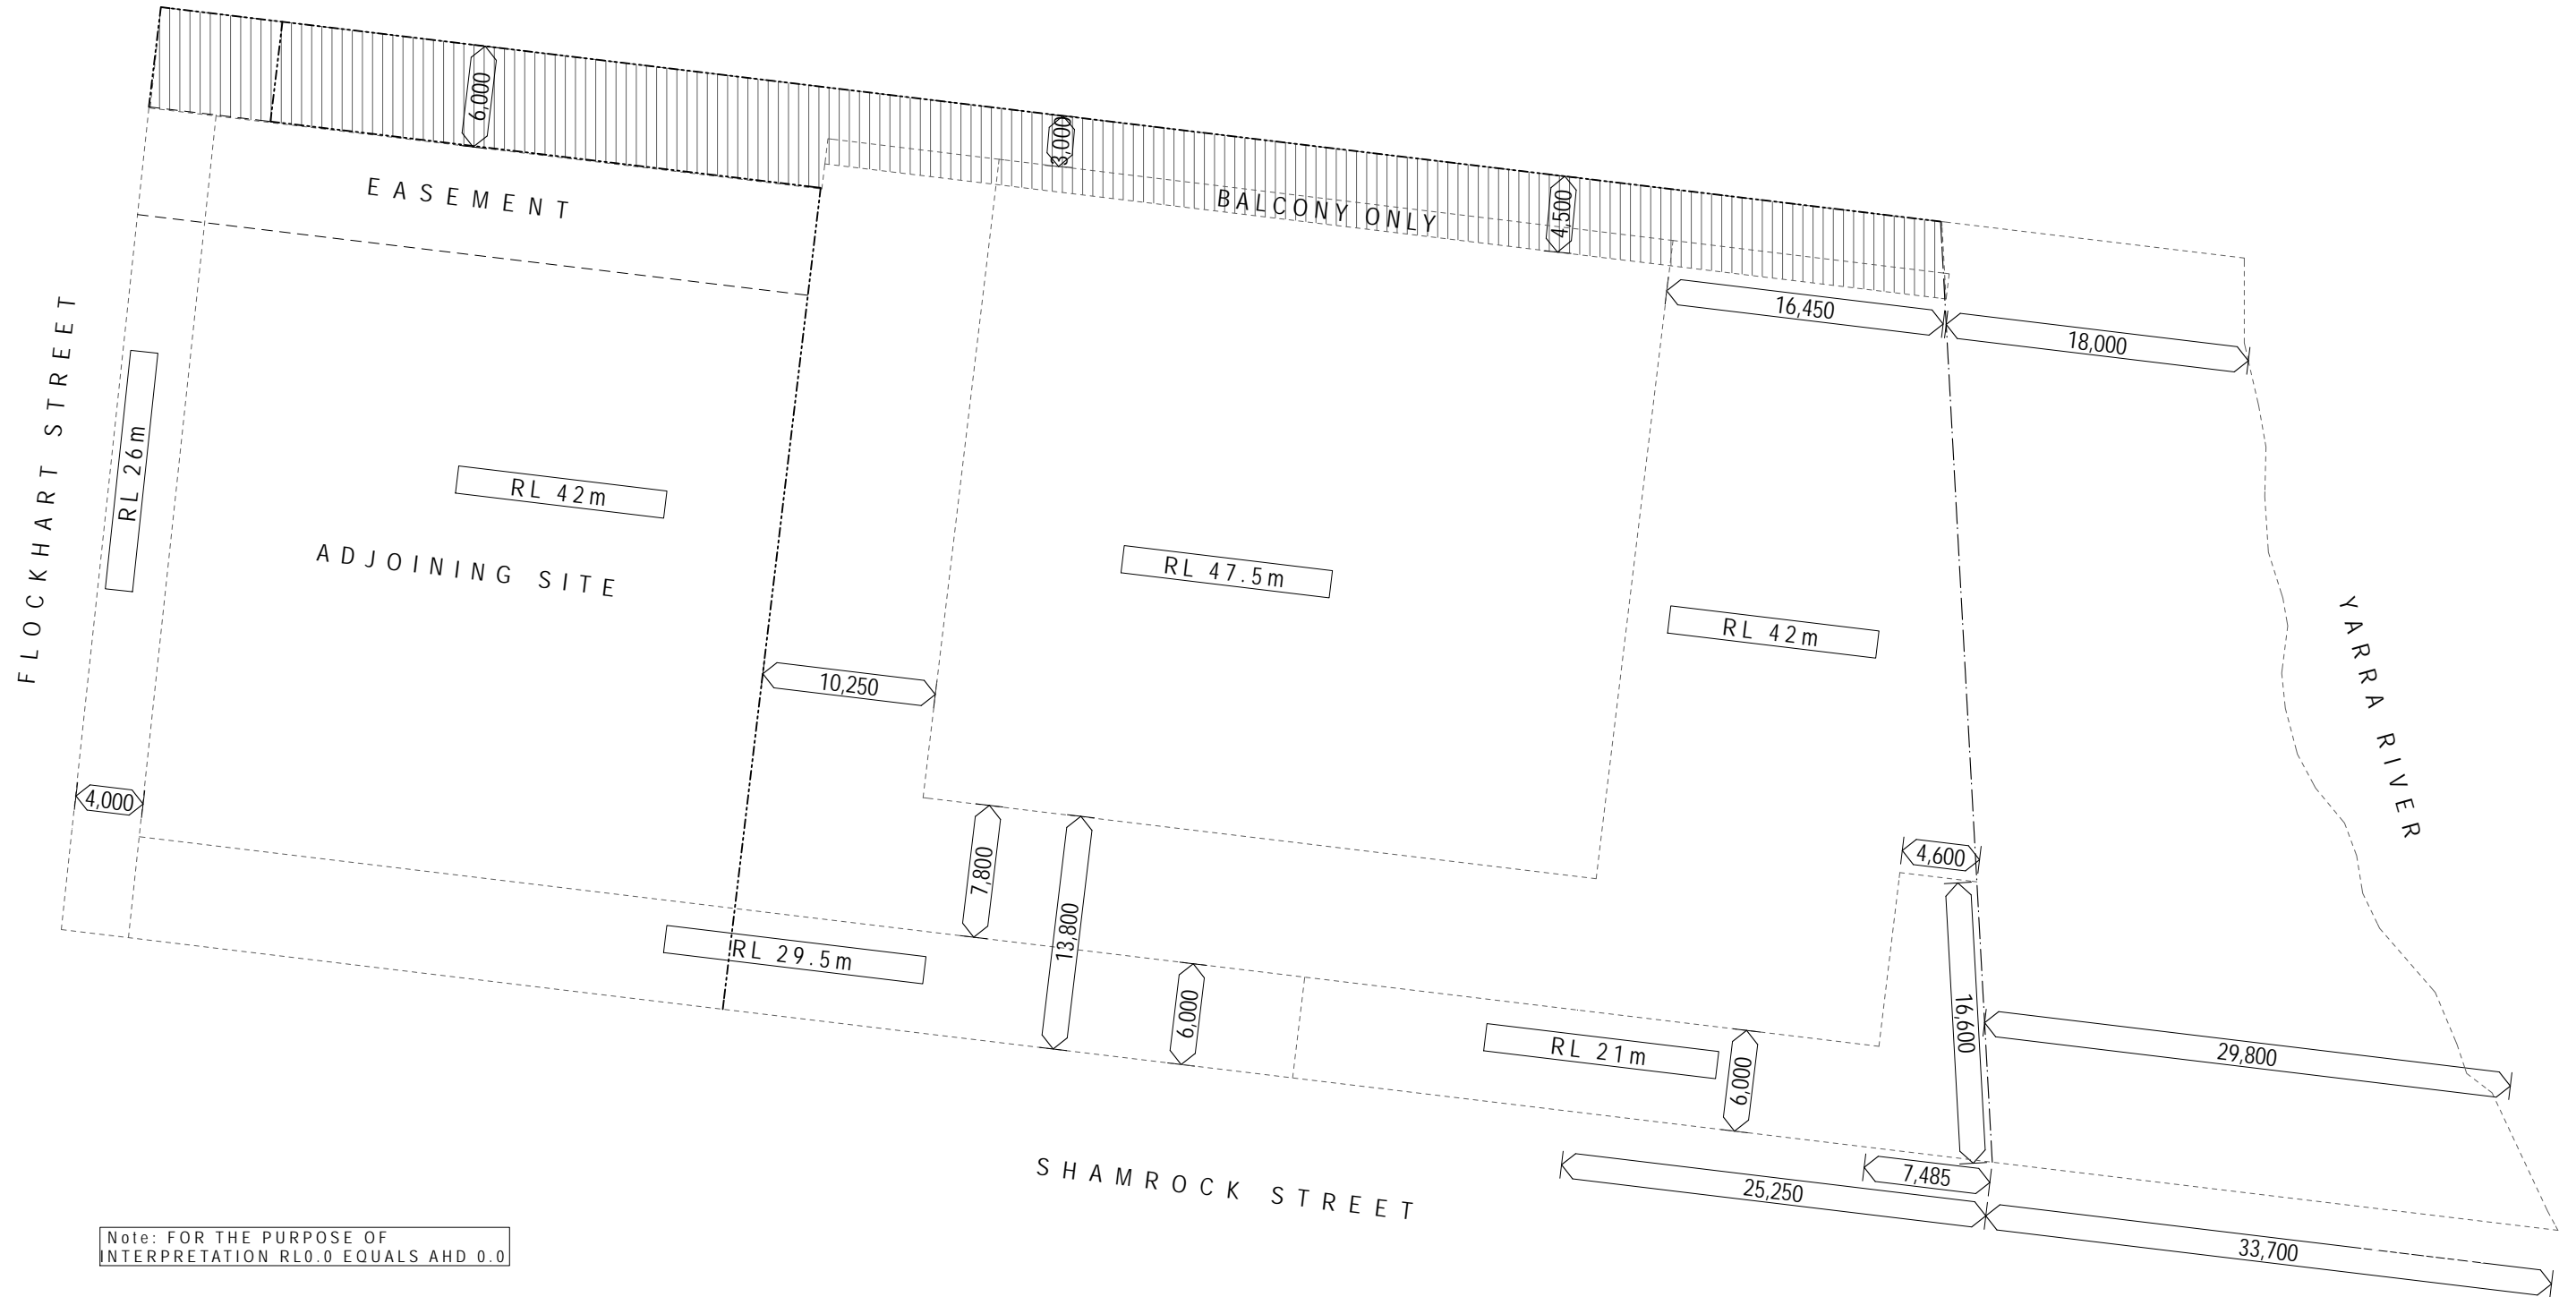 6,000
3,000
EASEMENT
BALCONY ONLY
4,500
16,450
18,000
FLOCKHART STREET
RL 26m
RL 42m
ADJOINING SITE
RL 47.5m
RL 42m
YARRA RIVER
10,250
4,000
7,800
13,800
4,600
RL 29.5m
6,000
RL 21m
6,000
16,600
29,800
SHAMROCK STREET
7,485
25,250
33,700
Note: FOR THE PURPOSE OF
INTERPRETATION RL0.0 EQUALS AHD 0.0